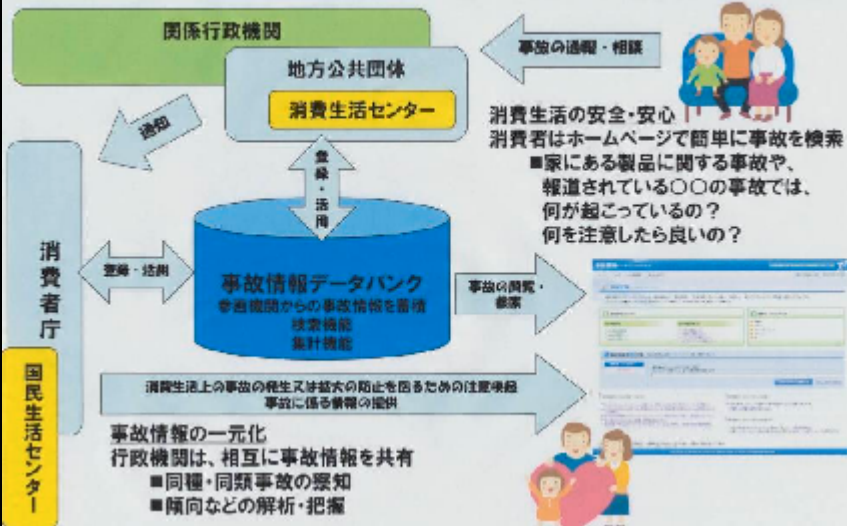 関係行政機関
地方公共団体
消費生活センター
事故の通報・相談
通知
登録・活用
消費生活の安全・安心
消費者はホームページで簡単に事故を検索
■家にある製品に関する事故や、
報道されている〇〇の事故では、
何が起こっているの？
何を注意したら良いの？
消費者庁
登録・活用
事故情報データバンク
参画機関からの事故情報を蓄積
検索機能
集計機能
事故の閲覧・
検索
国民生活センター
消費生活上の事故の発生又は拡大の防止を図るための注意喚起
事故に係る情報の提供
事故情報の一元化
行政機関は、相互に事故情報を共有
■同種・同類事故の察知
■傾向などの解析・把握